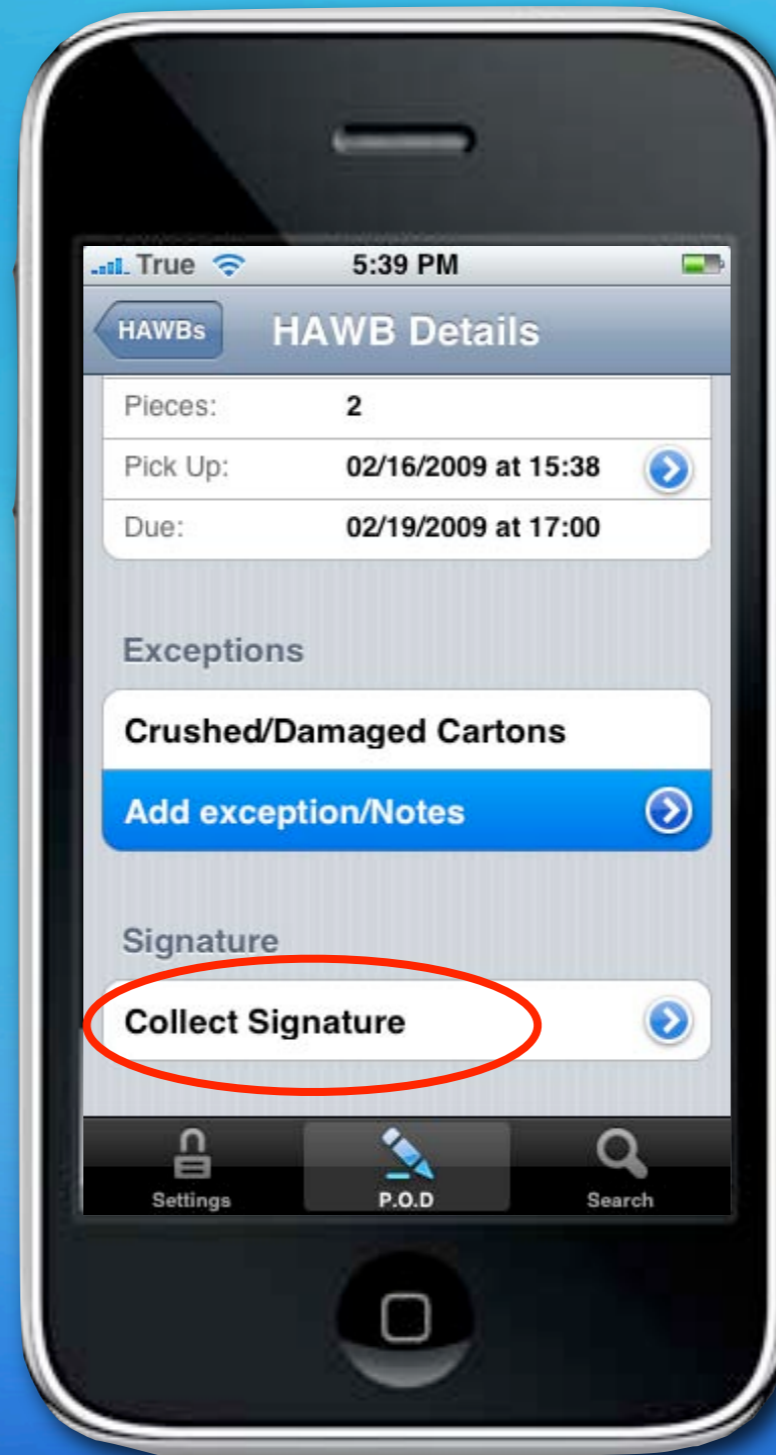 True 5:39 PM
HAWBs HAWB Details
Pieces: 2
Pick Up: 02/16/2009 at 15:38
Due: 02/19/2009 at 17:00
Exceptions
Crushed/Damaged Cartons
Add exception/Notes
Signature
Collect Signature
Settings P.O.D Search